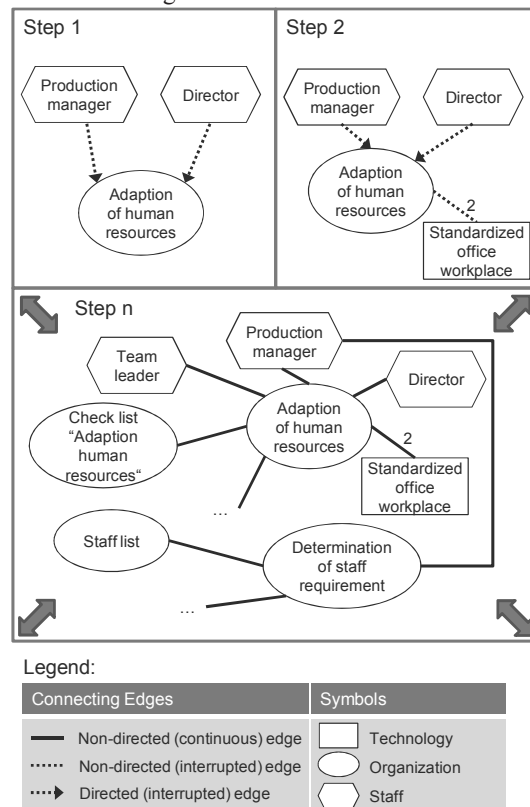 Step 1
Production
manager
Director
Adaption
of human
resources
Step 2
Production
manager
Director
Adaption
of human
resources
2
Standardized
office
workplace
Step n
Production
manager
Team
leader
Director
Adaption
of human
resources
Check list
“Adaption
human
resources“
2
Standardized
office
workplace
...
Staff list
Determination
of staff
requirement
...
Legend:
Connecting Edges
Symbols
Non-directed (continuous) edge
Technology
Non-directed (interrupted) edge
Organization
Directed (interrupted) edge
Staff